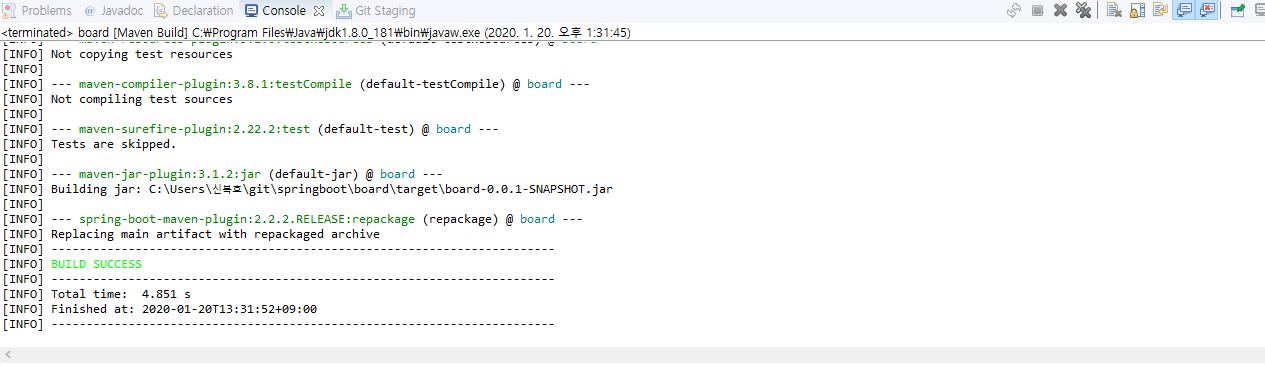 Problems @ Javadoc Declaration Console Git Staging
<terminated> board [Maven Build] C:₩Program Files₩Java₩jdk1.8.0_181₩bin₩javaw.exe (2020. 1. 20. 오후 1:31:45)
[INFO] Not copying test resources
[INFO]
[INFO] --- maven-compiler-plugin:3.8.1:testCompile (default-testCompile) @ board ---
[INFO] Not compiling test sources
[INFO]
[INFO] --- maven-surefire-plugin:2.22.2:test (default-test) @ board ---
[INFO] Tests are skipped.
[INFO]
[INFO] --- maven-jar-plugin:3.1.2:jar (default-jar) @ board ---
[INFO] Building jar: C:\Users\신복호\git\springboot\board\target\board-0.0.1-SNAPSHOT.jar
[INFO]
[INFO] --- spring-boot-maven-plugin:2.2.2.RELEASE:repackage (repackage) @ board ---
[INFO] Replacing main artifact with repackaged archive
[INFO] ------------------------------------------------------------------------
[INFO] BUILD SUCCESS
[INFO] ------------------------------------------------------------------------
[INFO] Total time:  4.851 s
[INFO] Finished at: 2020-01-20T13:31:52+09:00
[INFO] ------------------------------------------------------------------------